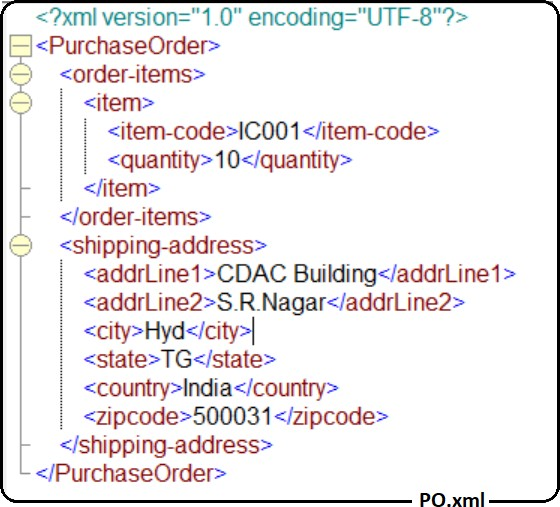 <?xml version="1.0" encoding="UTF-8"?>
<PurchaseOrder>
<order-items>
<item>
<item-code>IC001</item-code>
<quantity>10</quantity>
</item>
</order-items>
<shipping-address>
<addrLine1>CDAC Building</addrLine1>
<addrLine2>S.R.Nagar</addrLine2>
<city>Hyd</city>
<state>TG</state>
<country>India</country>
<zipcode>500031</zipcode>
</shipping-address>
</PurchaseOrder>
PO.xml